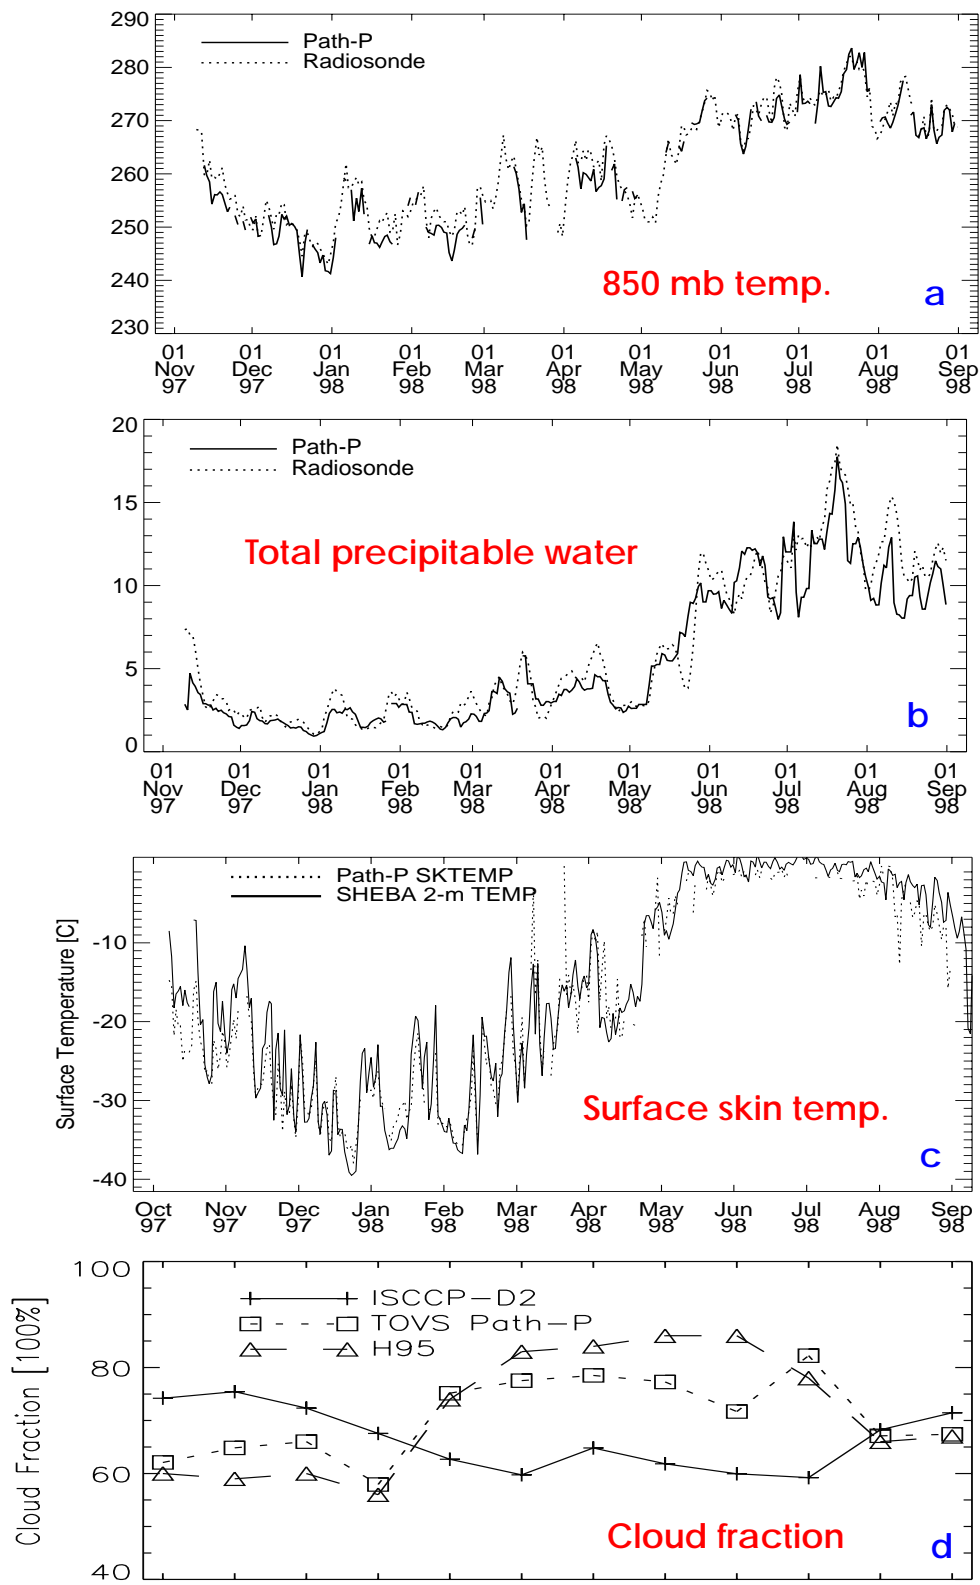 290
280
270
260
250
240
230
Path-P
Radiosonde
850 mb temp.
a
01 01 01 01 01 01 01 01 01 01 01
Nov Dec Jan Feb Mar Apr May Jun Jul Aug Sep
97 97 98 98 98 98 98 98 98 98 98
20
15
10
5
0
Path-P
Radiosonde
Total precipitable water
b
01 01 01 01 01 01 01 01 01 01 01
Nov Dec Jan Feb Mar Apr May Jun Jul Aug Sep
97 97 98 98 98 98 98 98 98 98 98
Surface Temperature [C]
-10
-20
-30
-40
Path-P SKTEMP
SHEBA 2-m TEMP
Surface skin temp.
c
Oct Nov Dec Jan Feb Mar Apr May Jun Jul Aug Sep
97 97 97 98 98 98 98 98 98 98 98 98
Cloud Fraction [100%]
100
80
60
40
ISCCP-D2
TOVS Path-P
H95
Cloud fraction
d